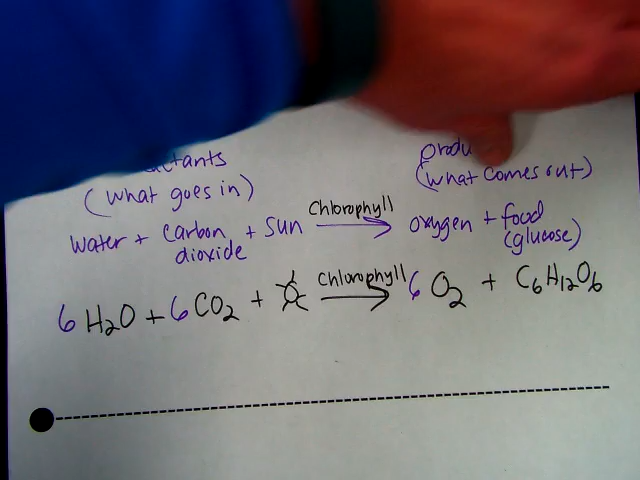 (what goes in) (what comes out)
water + carbon dioxide + sun Chlorophyll → oxygen + food (glucose)
6 H₂O + 6 CO₂ + Chlorophyll → 6 O₂ + C₆H₁₂O₆